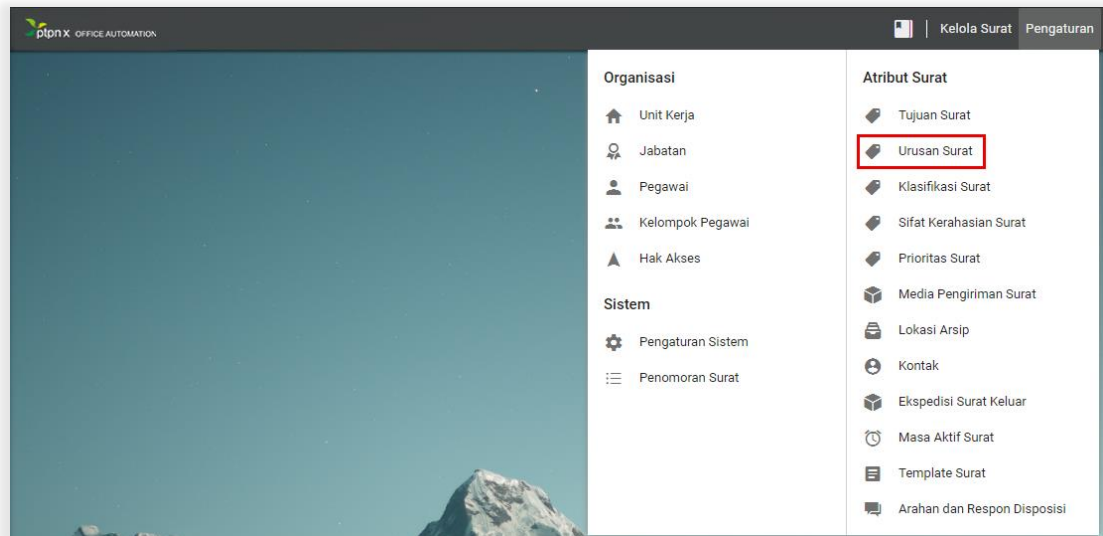 ptpn x OFFICE AUTOMATION
Kelola Surat Pengaturan
Organisasi
Unit Kerja
Jabatan
Pegawai
Kelompok Pegawai
Hak Akses
Sistem
Pengaturan Sistem
Penomoran Surat
Atribut Surat
Tujuan Surat
Urusan Surat
Klasifikasi Surat
Sifat Kerahasian Surat
Prioritas Surat
Media Pengiriman Surat
Lokasi Arsip
Kontak
Ekspedisi Surat Keluar
Masa Aktif Surat
Template Surat
Arahan dan Respon Disposisi